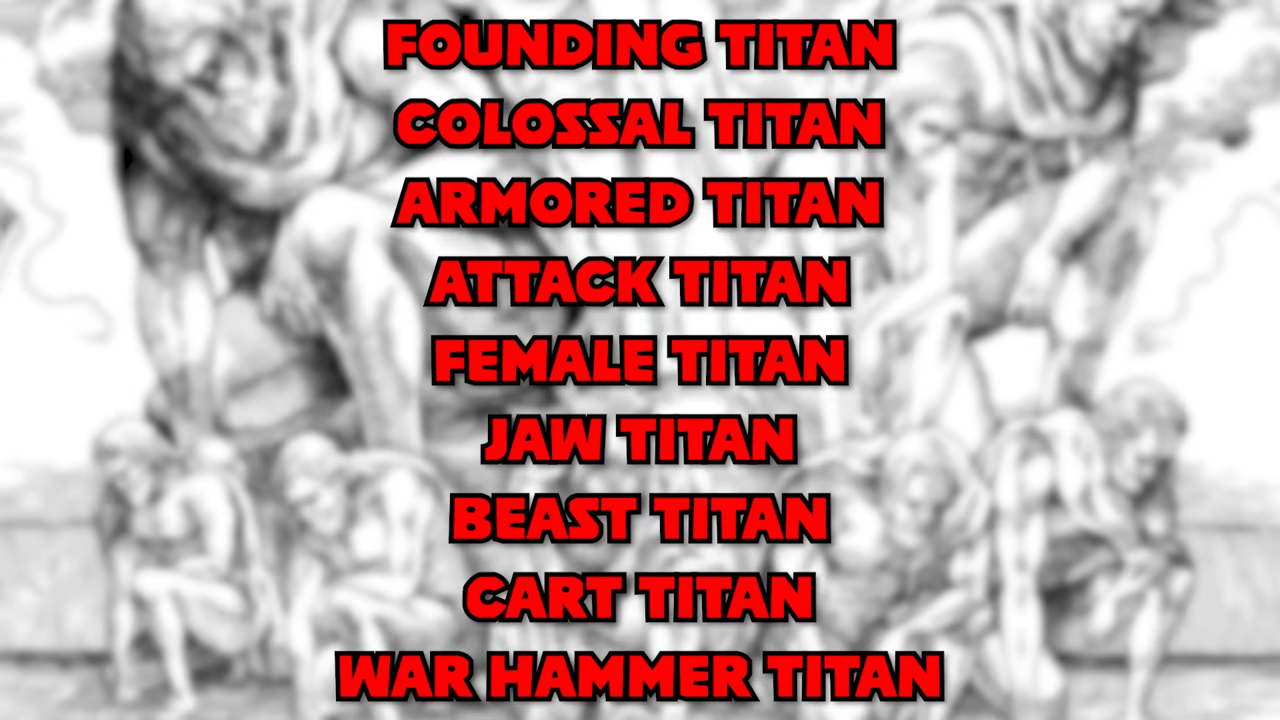 FOUNDING TITAN
COLOSSAL TITAN
ARMORED TITAN
ATTACK TITAN
FEMALE TITAN
JAW TITAN
BEAST TITAN
CART TITAN
WAR HAMMER TITAN